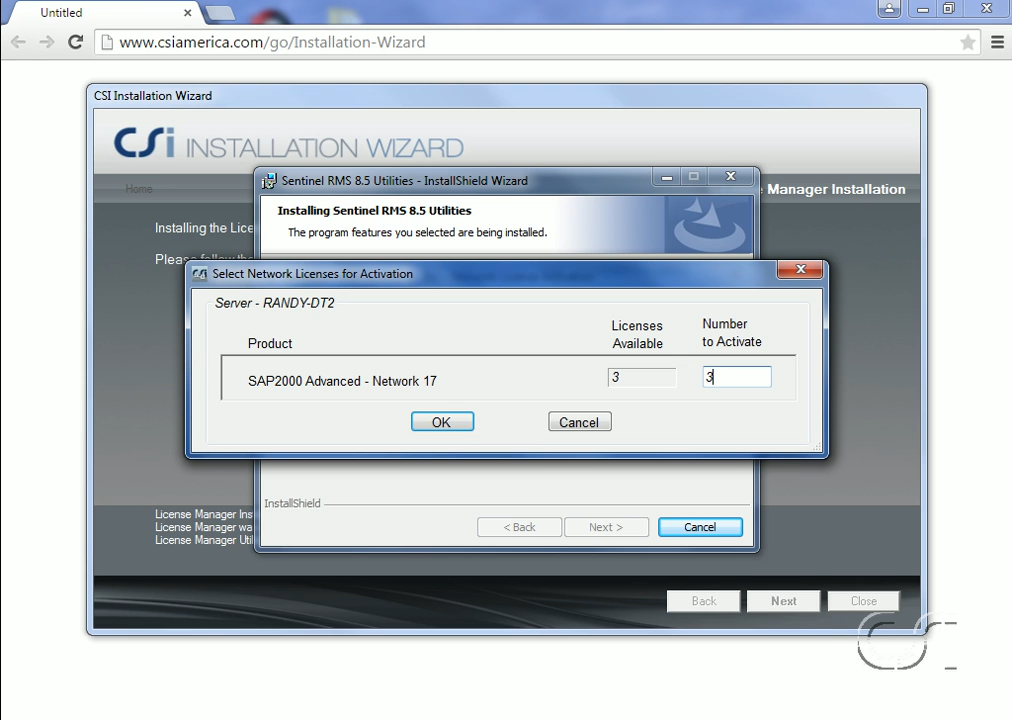 Untitled
www.csiamerica.com/go/Installation-Wizard
CSI Installation Wizard
CSi INSTALLATION WIZARD
Home
Manager Installation
Installing the Lice
Please follow the
Sentinel RMS 8.5 Utilities - InstallShield Wizard
Installing Sentinel RMS 8.5 Utilities
The program features you selected are being installed.
Select Network Licenses for Activation
Server - RANDY-DT2
Product
Licenses Available
Number to Activate
SAP2000 Advanced - Network 17
3
3
OK
Cancel
InstallShield
< Back
Next >
Cancel
License Manager Ins
License Manager wa
License Manager Util
Back
Next
Close
CSi